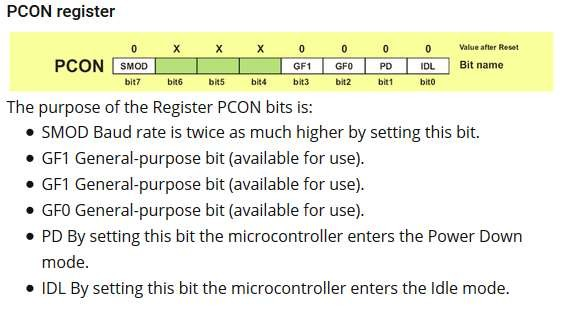 PCON register
0 X X X 0 0 0 0 Value after Reset
PCON SMOD GF1 GF0 PD IDL Bit name
bit7 bit6 bit5 bit4 bit3 bit2 bit1 bit0
The purpose of the Register PCON bits is:
• SMOD Baud rate is twice as much higher by setting this bit.
• GF1 General-purpose bit (available for use).
• GF1 General-purpose bit (available for use).
• GF0 General-purpose bit (available for use).
• PD By setting this bit the microcontroller enters the Power Down
mode.
• IDL By setting this bit the microcontroller enters the Idle mode.